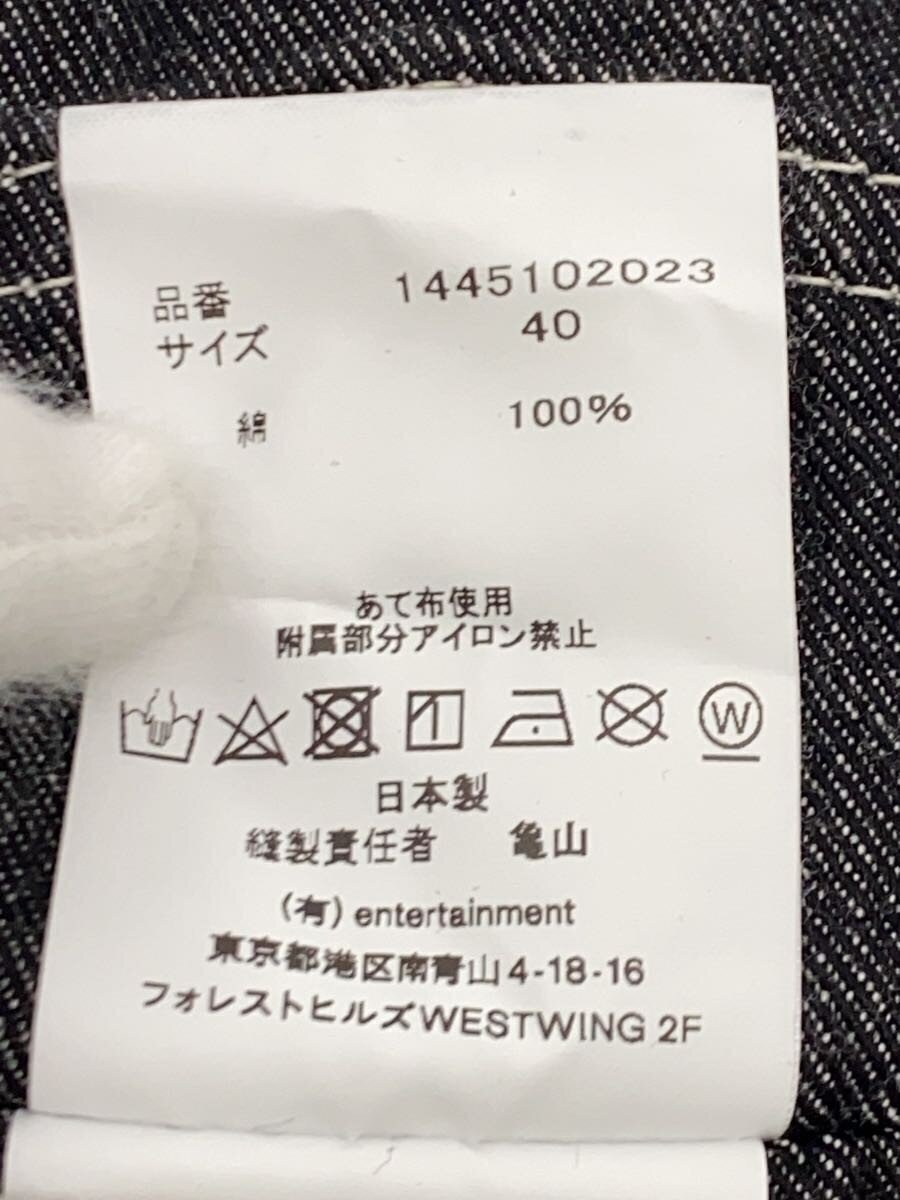 品番 1445102023
サイズ 40
綿 100%
あて布使用
附属部分アイロン禁止
W
日本製
縫製責任者 亀山
(有) entertainment
東京都港区南青山4-18-16
フォレストヒルズWESTWING 2F